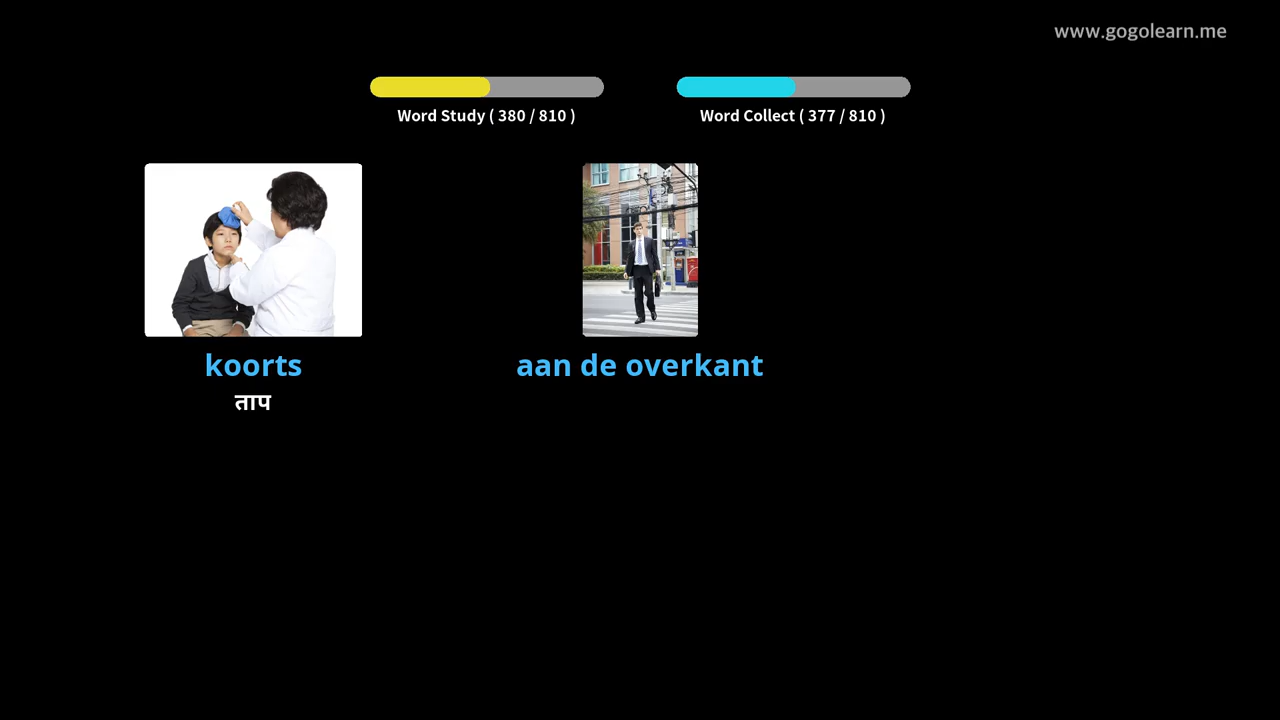 www.gogolearn.me
Word Study ( 380 / 810 )
Word Collect ( 377 / 810 )
koorts
ताप
aan de overkant